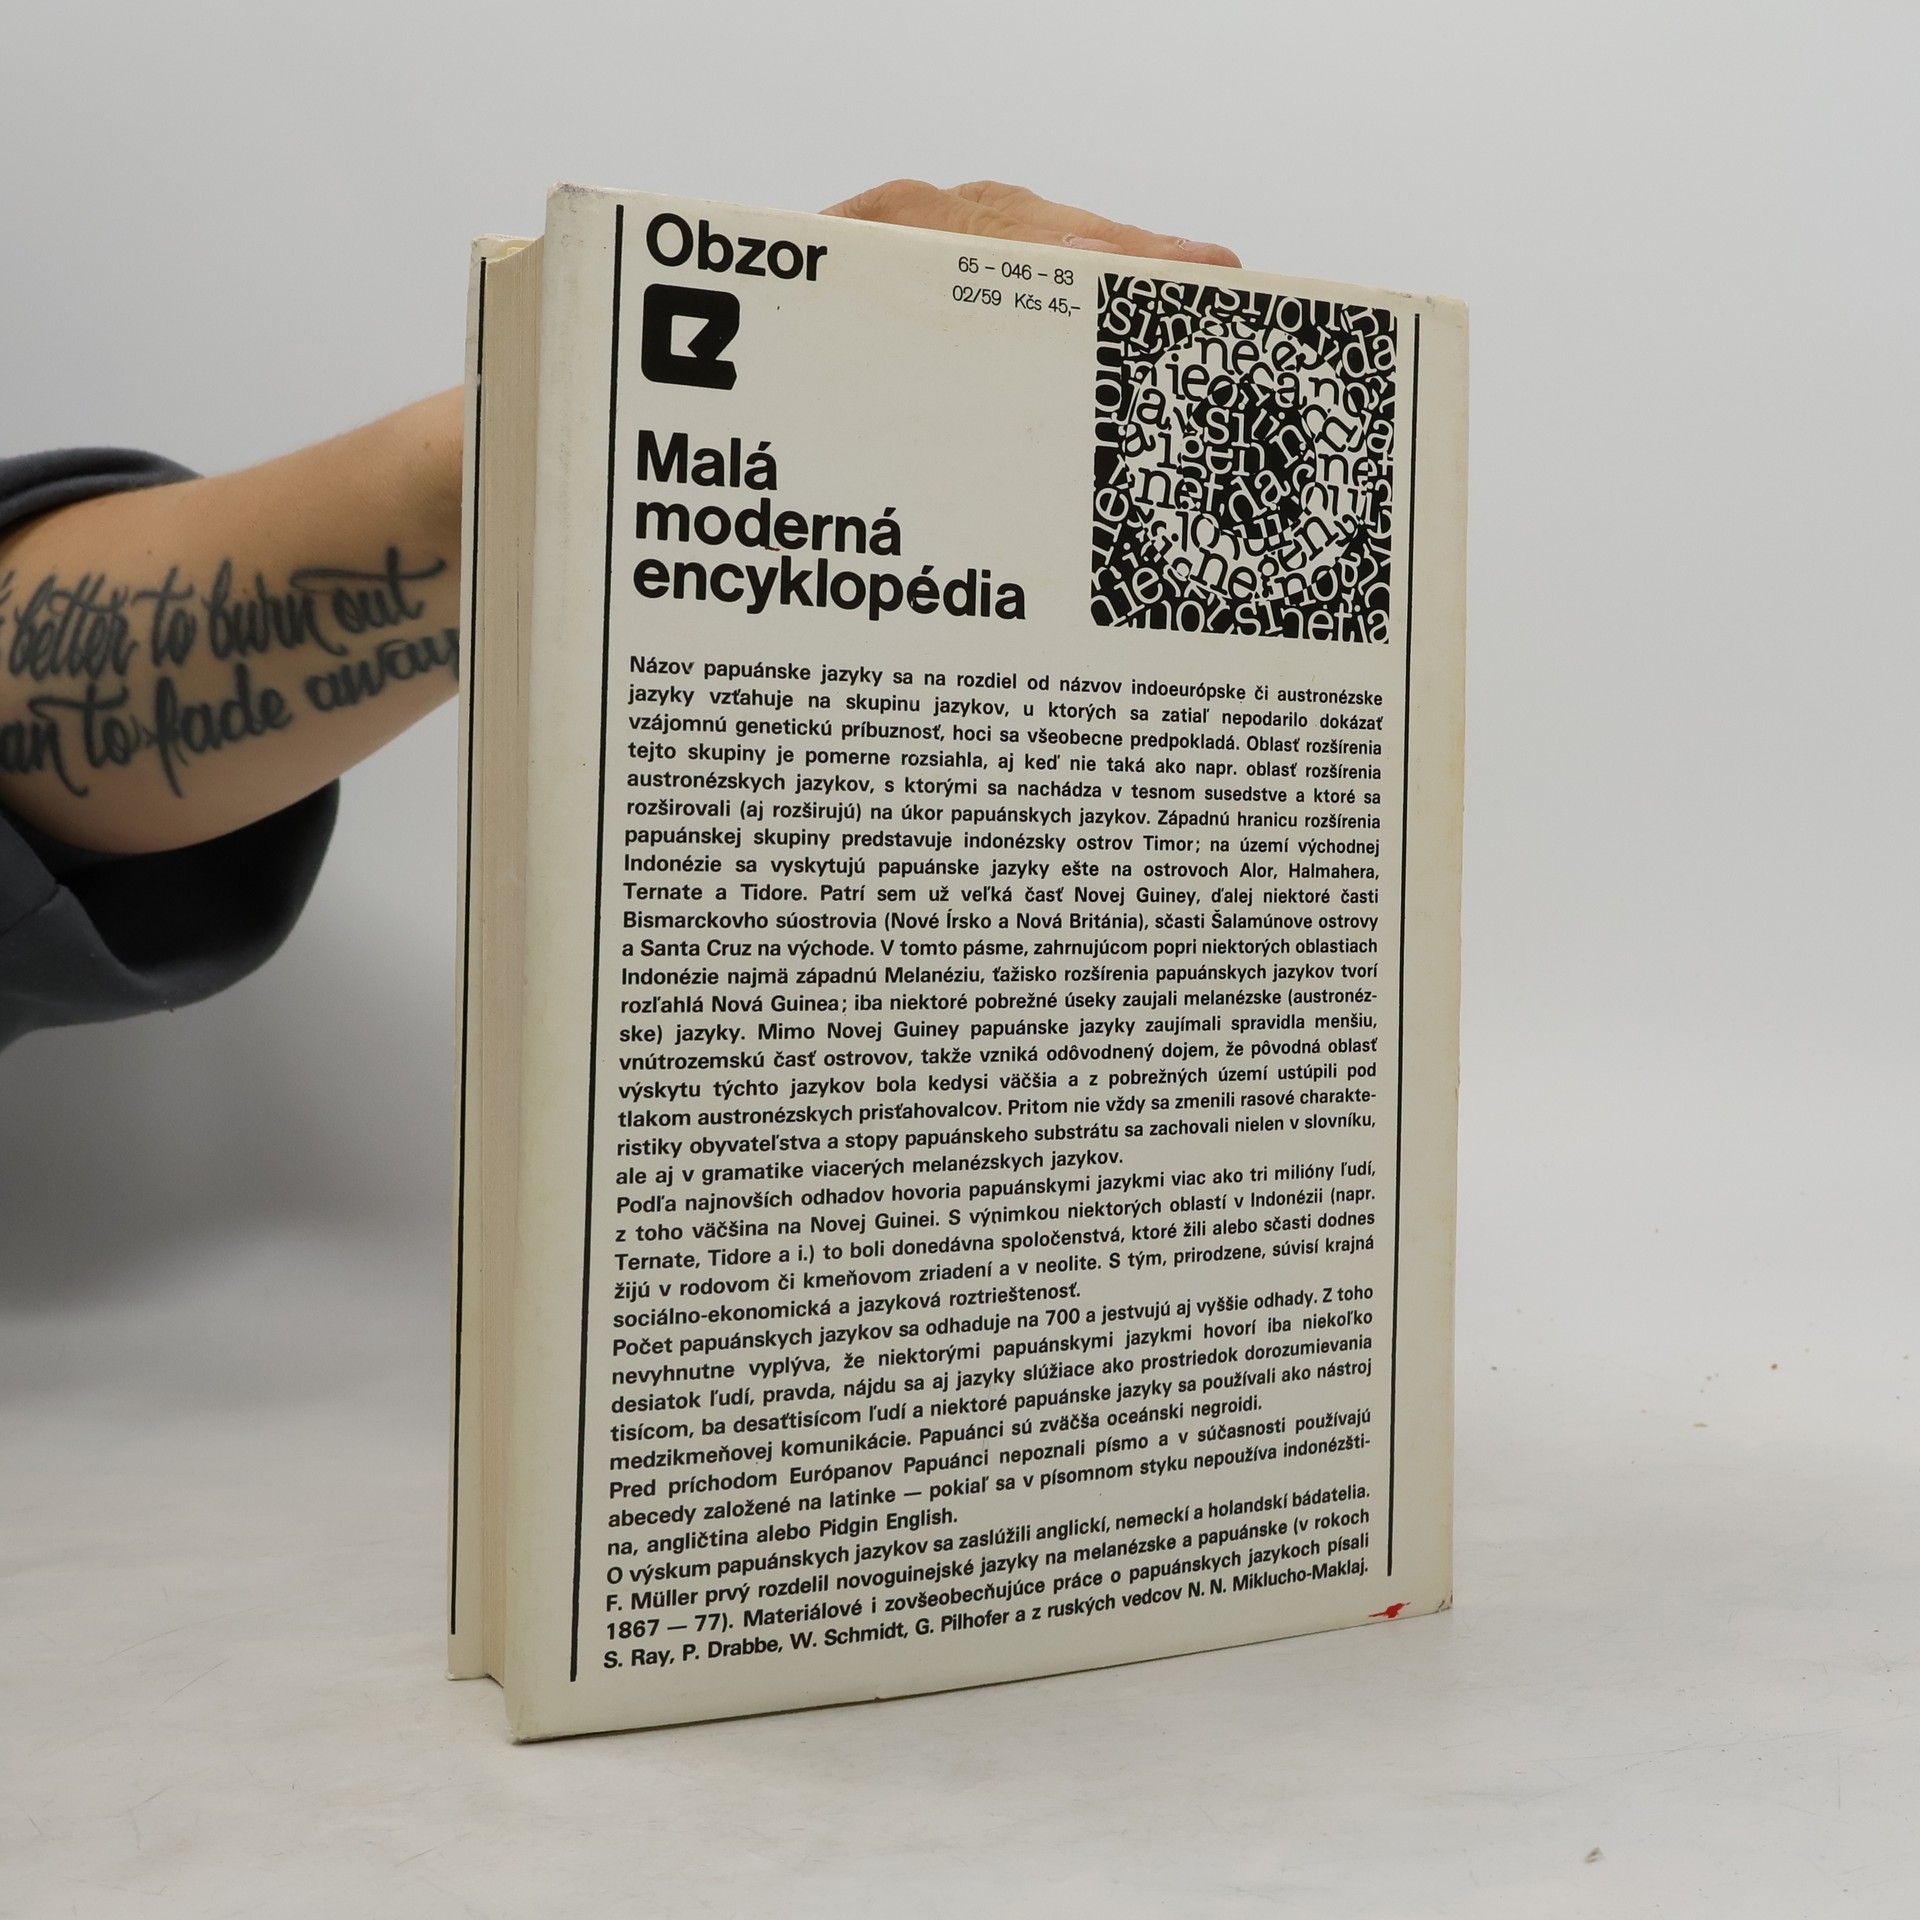 better to burn out
an to fade away
Obzor
65 – 046 – 83
02/59 Kčs 45,–
Malá
moderná
encyklopédia
Názov papuánske jazyky sa na rozdiel od názvov indoeurópske či austronézske
jazyky vzťahuje na skupinu jazykov, u ktorých sa zatiaľ nepodarilo dokázať
vzájomnú genetickú príbuznosť, hoci sa všeobecne predpokladá. Oblasť rozšírenia
tejto skupiny je pomerne rozsiahla, aj keď nie taká ako napr. oblasť rozšírenia
austronézskych jazykov, s ktorými sa nachádza v tesnom susedstve a ktoré sa
rozširovali (aj rozširujú) na úkor papuánskych jazykov. Západnú hranicu rozšírenia
papuánskej skupiny predstavuje indonézsky ostrov Timor; na území východnej
Indonézie sa vyskytujú papuánske jazyky ešte na ostrovoch Alor, Halmahera,
Ternate a Tidore. Patrí sem už veľká časť Novej Guiney, ďalej niektoré časti
Bismarckovho súostrovia (Nové Írsko a Nová Británia), sčasti Šalamúnove ostrovy
a Santa Cruz na východe. V tomto pásme, zahrnujúcom popri niektorých oblastiach
Indonézie najmä západnú Melanéziu, ťažisko rozšírenia papuánskych jazykov tvorí
rozľahlá Nová Guinea; iba niektoré pobrežné úseky zaujali melanézske (austronéz-
ske) jazyky. Mimo Novej Guiney papuánske jazyky zaujímali spravidla menšiu,
vnútrozemskú časť ostrovov, takže vzniká odôvodnený dojem, že pôvodná oblasť
výskytu týchto jazykov bola kedysi väčšia a z pobrežných území ustúpili pod
tlakom austronézskych prisťahovalcov. Pritom nie vždy sa zmenili rasové charakte-
ristiky obyvateľstva a stopy papuánskeho substrátu sa zachovali nielen v slovníku,
ale aj v gramatike viacerých melanézskych jazykov.
Podľa najnovších odhadov hovoria papuánskymi jazykmi viac ako tri milióny ľudí,
z toho väčšina na Novej Guinei. S výnimkou niektorých oblastí v Indonézii (napr.
Ternate, Tidore a i.) to boli donedávna spoločenstvá, ktoré žili alebo sčasti dodnes
žijú v rodovom či kmeňovom zriadení a v neolite. S tým, prirodzene, súvisí krajná
sociálno-ekonomická a jazyková roztrieštenosť.
Počet papuánskych jazykov sa odhaduje na 700 a jestvujú aj vyššie odhady. Z toho
nevyhnutne vyplýva, že niektorými papuánskymi jazykmi hovorí iba niekoľko
desiatok ľudí, pravda, nájdu sa aj jazyky slúžiace ako prostriedok dorozumievania
tisícom, ba desaťtisícom ľudí a niektoré papuánske jazyky sa používali ako nástroj
medzikmeňovej komunikácie. Papuánci sú zväčša oceánski negroidi.
Pred príchodom Európanov Papuánci nepoznali písmo a v súčasnosti používajú
abecedy založené na latinke — pokiaľ sa v písomnom styku nepoužíva indonézšti-
na, angličtina alebo Pidgin English.
O výskum papuánskych jazykov sa zaslúžili anglickí, nemeckí a holandskí bádatelia.
F. Müller prvý rozdelil novoguinejské jazyky na melanézske a papuánske (v rokoch
1867 — 77). Materiálové i zovšeobecňujúce práce o papuánskych jazykoch písali
S. Ray, P. Drabbe, W. Schmidt, G. Pilhofer a z ruských vedcov N. N. Miklucho-Maklaj.